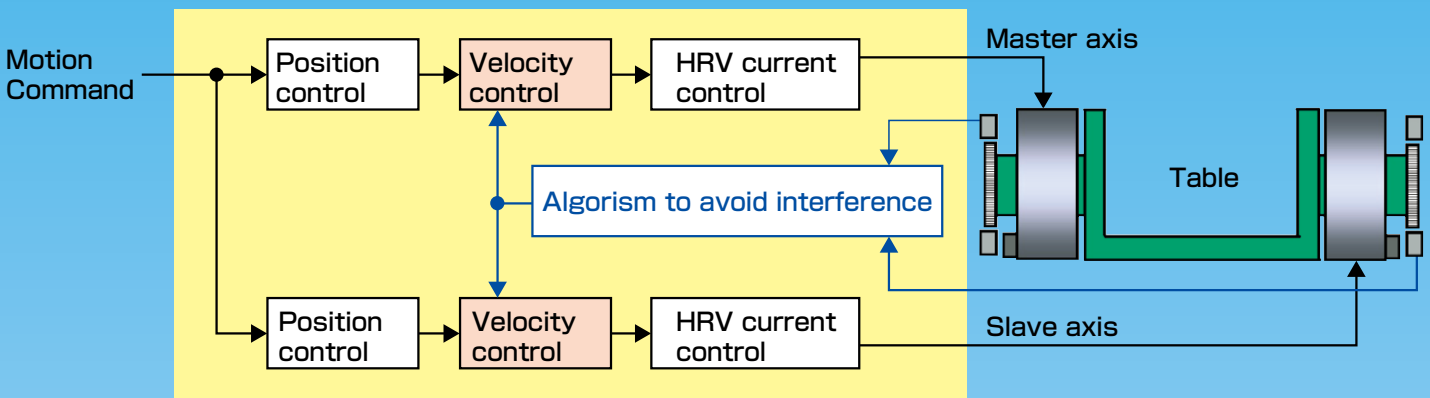 Motion
Command
Position
control
Velocity
control
HRV current
control
Master axis
Algorism to avoid interference
Table
Position
control
Velocity
control
HRV current
control
Slave axis